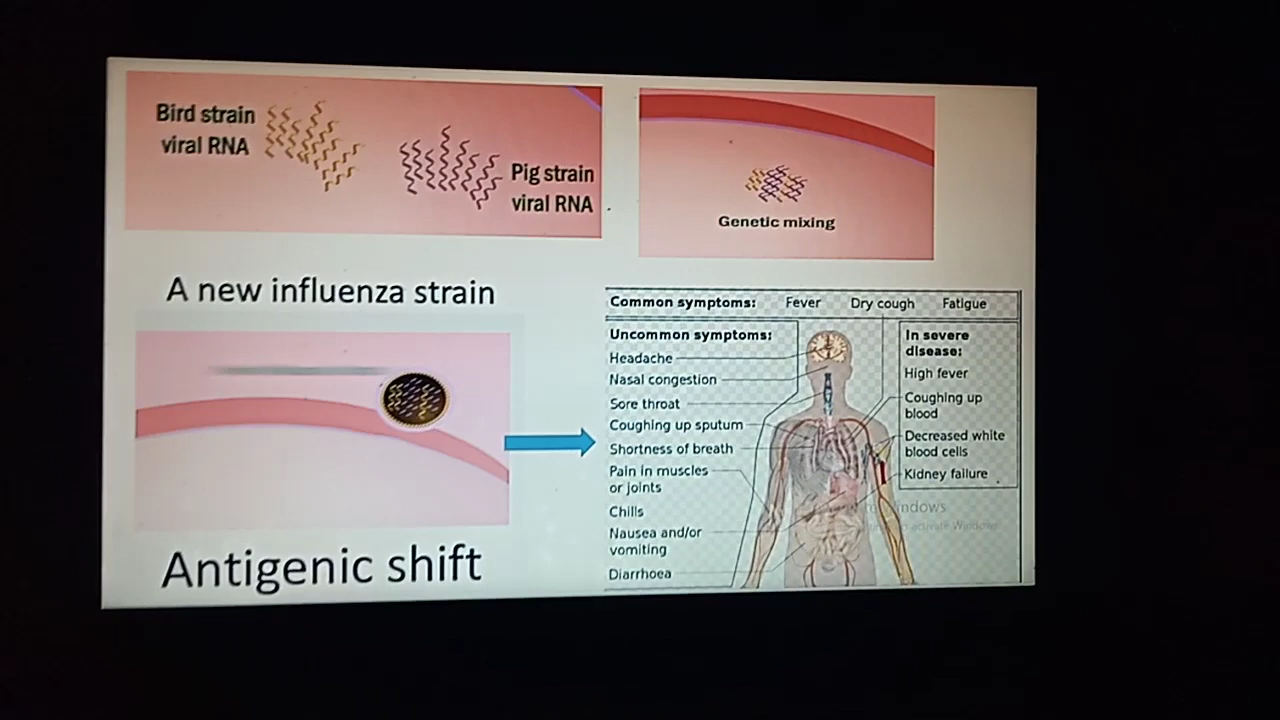 Bird strain
viral RNA
Pig strain
viral RNA
Genetic mixing
A new influenza strain
Antigenic shift
Common symptoms: Fever Dry cough Fatigue
Uncommon symptoms:
Headache
Nasal congestion
Sore throat
Coughing up sputum
Shortness of breath
Pain in muscles
or joints
Chills
Nausea and/or
vomiting
Diarrhoea
In severe
disease:
High fever
Coughing up
blood
Decreased white
blood cells
Kidney failure
to activate Windows